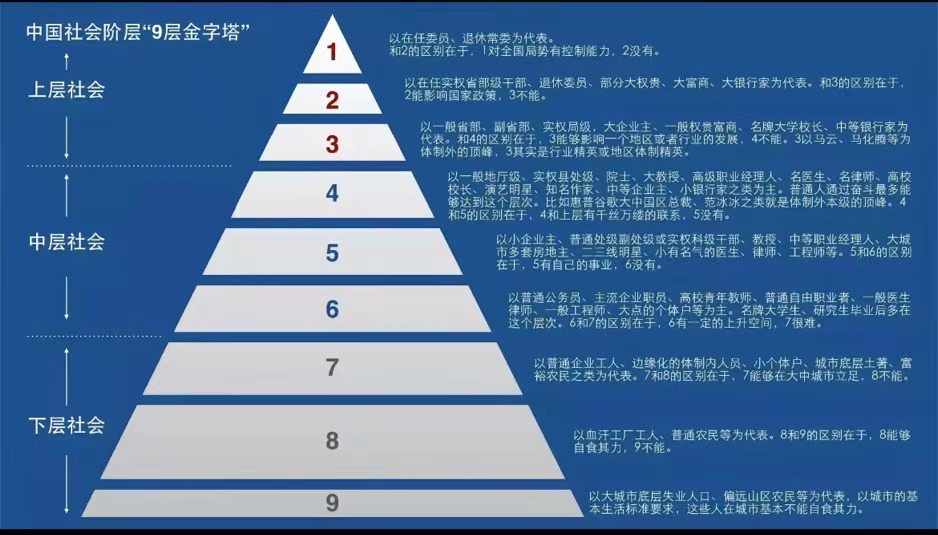 中国社会阶层“9层金字塔”
上层社会
中层社会
下层社会
1
以在任委员、退休常委为代表。
和2的区别在于，1对全国局势有控制能力，2没有。
2
以在任实权省部级干部、退休委员、部分大权贵、大富商、大银行家为代表。和3的区别在于，
2能影响国家政策，3不能。
3
以一般省部、副省部、实权局级，大企业主、一般权贵富商、名牌大学校长、中等银行家为
代表。和4的区别在于，3能够影响一个地区或者行业的发展，4不能。3以马云、马化腾等为
体制外的顶峰，3其实是行业精英或地区体制精英。
4
以一般地厅级、实权县处级、院士、大教授、高级职业经理人、名医生、名律师、高校
校长、演艺明星、知名作家、中等企业主、小银行家之类为主。普通人通过奋斗最多能
够达到这个层次。比如惠普谷歌大中国区总裁、范冰冰之类就是体制外本级的顶峰。4
和5的区别在于，4和上层有千丝万缕的联系，5没有。
5
以小企业主、普通处级副处级或实权科级干部、教授、中等职业经理人、大城
市多套房地主、二三线明星、小有名气的医生、律师、工程师等。5和6的区别
在于，5有自己的事业，6没有。
6
以普通公务员、主流企业职员、高校青年教师、普通自由职业者、一般医生
律师、一般工程师、大点的个体户等为主。名牌大学生、研究生毕业后多在
这个层次。6和7的区别在于，6有一定的上升空间，7很难。
7
以普通企业工人、边缘化的体制内人员、小个体户、城市底层土著、富
裕农民之类为代表。7和8的区别在于，7能够在大中城市立足，8不能。
8
以血汗工厂工人、普通农民等为代表。8和9的区别在于，8能够
自食其力，9不能。
9
以大城市底层失业人口、偏远山区农民等为代表，以城市的基
本生活标准要求，这些人在城市基本不能自食其力。